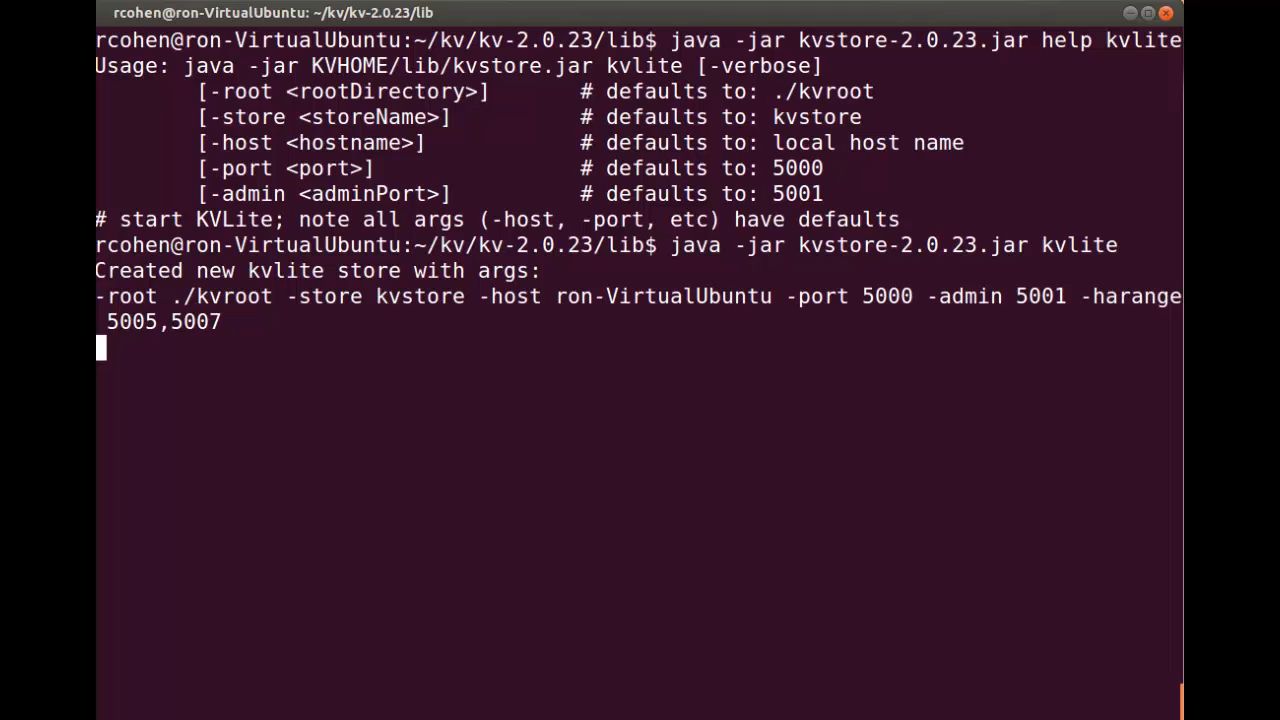 rcohen@ron-VirtualUbuntu: ~/kv/kv-2.0.23/lib
rcohen@ron-VirtualUbuntu:~/kv/kv-2.0.23/lib$ java -jar kvstore-2.0.23.jar help kvlite
Usage: java -jar KVHOME/lib/kvstore.jar kvlite [-verbose]
        [-root <rootDirectory>]       # defaults to: ./kvroot
        [-store <storeName>]          # defaults to: kvstore
        [-host <hostname>]            # defaults to: local host name
        [-port <port>]                # defaults to: 5000
        [-admin <adminPort>]          # defaults to: 5001
# start KVLite; note all args (-host, -port, etc) have defaults
rcohen@ron-VirtualUbuntu:~/kv/kv-2.0.23/lib$ java -jar kvstore-2.0.23.jar kvlite
Created new kvlite store with args:
-root ./kvroot -store kvstore -host ron-VirtualUbuntu -port 5000 -admin 5001 -harange
 5005,5007